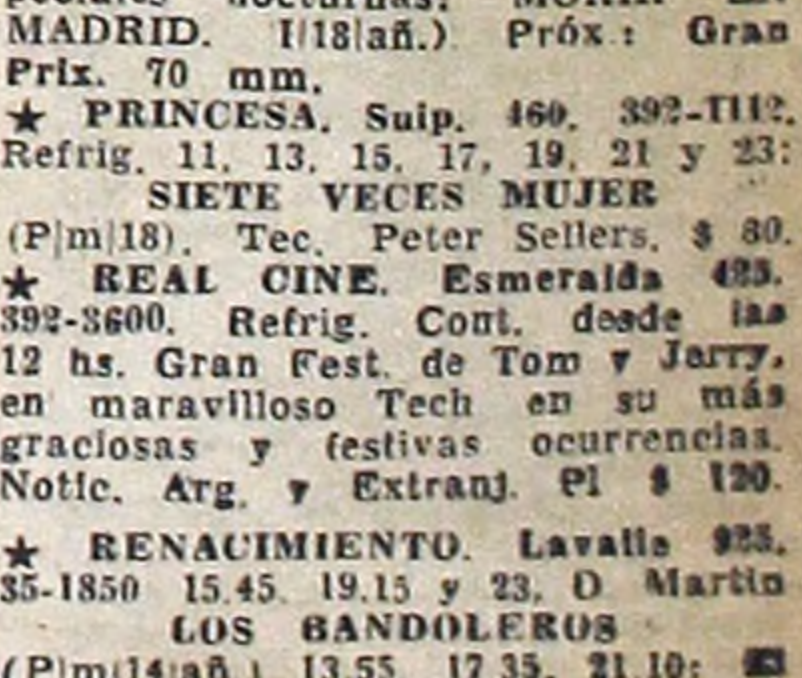 MADRID. I|18|añ.) Próx.: Gran
Prix. 70 mm.
★ PRINCESA. Suip. 460. 392-1112.
Refrig. 11, 13, 15, 17, 19, 21 y 23:
SIETE VECES MUJER
(P|m|18). Tec. Peter Sellers. $ 80.
★ REAL CINE. Esmeralda 425.
392-3600. Refrig. Cont. desde las
12 hs. Gran Fest. de Tom y Jerry,
en maravilloso Tech en su más
graciosas y festivas ocurrencias.
Notic. Arg. y Extranj. Pl $ 120.
★ RENACIMIENTO. Lavalle 925.
35-1850 15.45. 19.15 y 23. D Martin
LOS BANDOLEROS
(P|m|14|añ.) 13.55 17.35. 21.10: